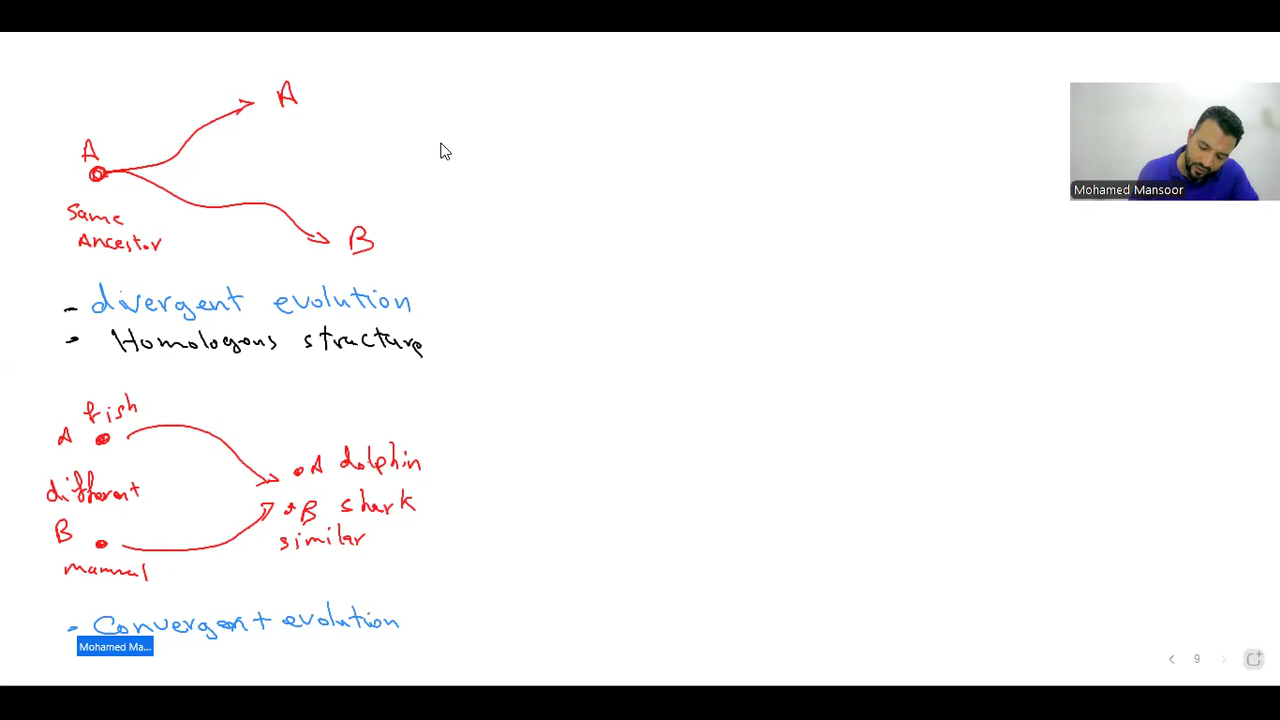 A
A
Same
Ancestor
B
- divergent evolution
- Homologous structure
fish
A
A dolphin
different
B shark
B
similar
mammal
- Convergent evolution
Mohamed Ma...
Mohamed Mansoor
9